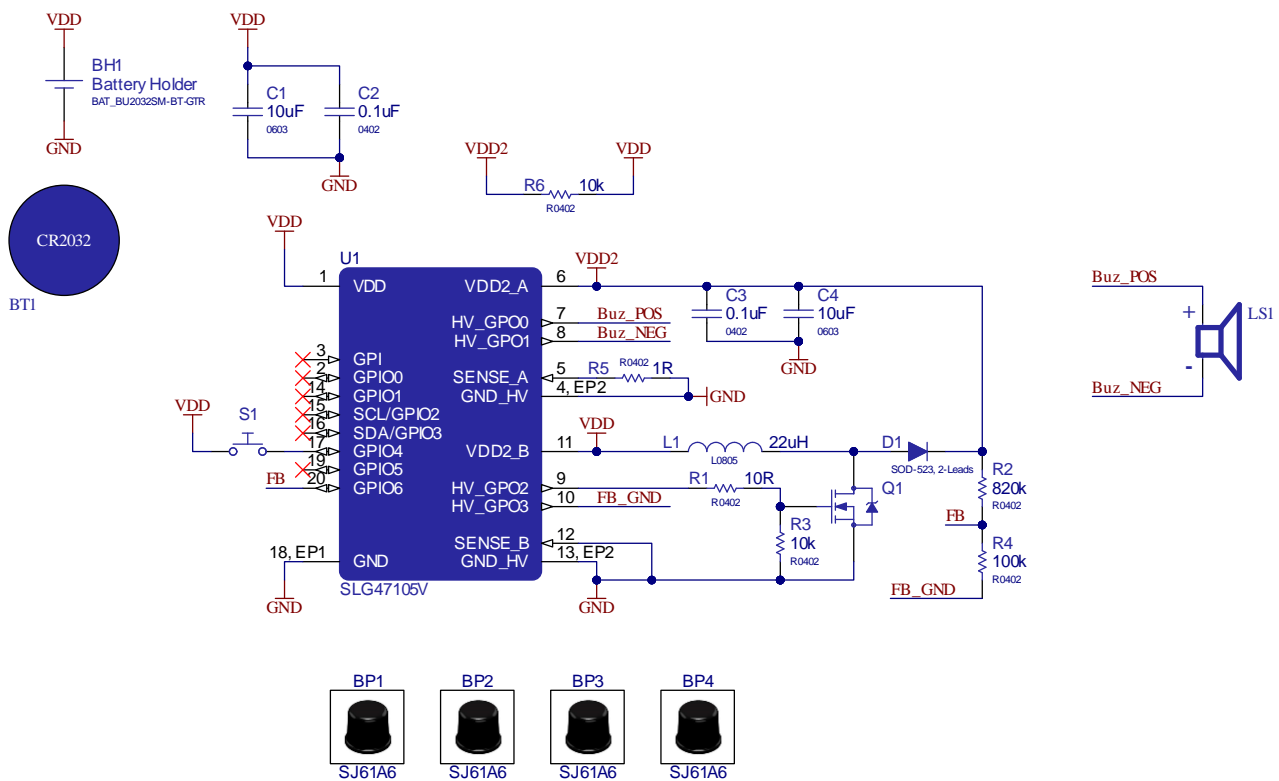 VDD
BH1
Battery Holder
BAT_BU2032SM-BT-GTR
GND
VDD
C1
10uF
0603
C2
0.1uF
0402
GND
CR2032
BT1
VDD2
VDD
R6
10k
R0402
VDD
U1
1
VDD
VDD2_A
6
VDD2
HV_GPO0
7
Buz_POS
HV_GPO1
8
Buz_NEG
C3
0.1uF
0402
C4
10uF
0603
GND
3
GPI
2
GPIO0
14
GPIO1
15
SCL/GPIO2
16
SDA/GPIO3
17
GPIO4
19
GPIO5
20
GPIO6
FB
VDD
S1
SENSE_A
5
R5
R0402
1R
GND_HV
4, EP2
GND
VDD2_B
11
VDD
L1
22uH
L0805
D1
SOD-523, 2-Leads
HV_GPO2
9
R1
10R
R0402
HV_GPO3
10
FB_GND
Q1
R3
10k
R0402
R2
820k
R0402
FB
R4
100k
R0402
FB_GND
SENSE_B
12
GND_HV
13, EP2
GND
18, EP1
GND
GND
SLG47105V
Buz_POS
+
LS1
-
Buz_NEG
BP1
BP2
BP3
BP4
SJ61A6
SJ61A6
SJ61A6
SJ61A6